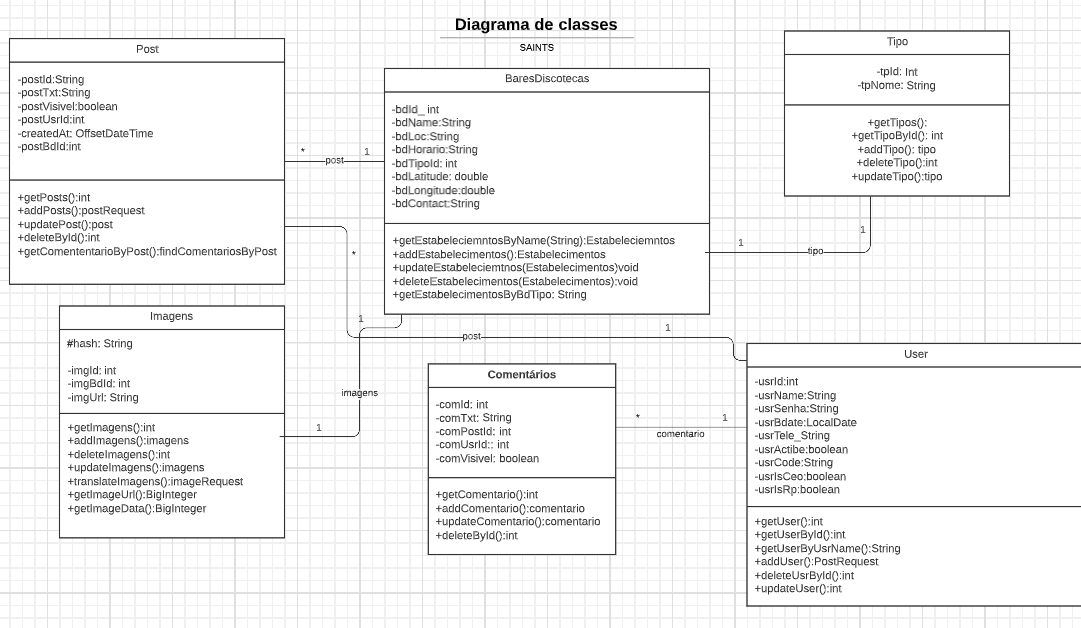 Diagrama de classes
SAINTS
Post
-postId:String
-postTxt:String
-postVisivel:boolean
-postUsrId:int
-createdAt: OffsetDateTime
-postBdId:int
+getPosts():int
+addPosts():postRequest
+updatePost():post
+deleteById():int
+getComententarioByPost():findComentariosByPost
*
post
1
BaresDiscotecas
-bdId_ int
-bdName:String
-bdLoc:String
-bdHorario:String
-bdTipoId: int
-bdLatitude: double
-bdLongitude:double
-bdContact:String
+getEstabeleciemntosByName(String):Estabeleciemntos
+addEstabelecimentos():Estabelecimentos
+updateEstabeleciemtnos(Estabelecimentos)void
+deleteEstabelecimentos(Estabelecimentos):void
+getEstabelecimentosByBdTipo: String
Tipo
-tpId: Int
-tpNome: String
+getTipos():
+getTipoById(): int
+addTipo(): tipo
+deleteTipo():int
+updateTipo():tipo
1
tipo
1
*
post
1
1
imagens
1
Imagens
#hash: String
-imgId: int
-imgBdId: int
-imgUrl: String
+getImagens():int
+addImagens():imagens
+deleteImagens():int
+updateImagens():imagens
+translateImagens():imageRequest
+getImageUrl():BigInteger
+getImageData():BigInteger
Comentários
-comId: int
-comTxt: String
-comPostId: int
-comUsrId:: int
-comVisivel: boolean
+getComentario():int
+addComentario():comentario
+updateComentario():comentario
+deleteById():int
*
comentario
1
User
-usrId:int
-usrName:String
-usrSenha:String
-usrBdate:LocalDate
-usrTele_String
-usrActibe:boolean
-usrCode:String
-usrIsCeo:boolean
-usrIsRp:boolean
+getUser():int
+getUserById():int
+getUserByUsrName():String
+addUser():PostRequest
+deleteUsrById():int
+updateUser():int